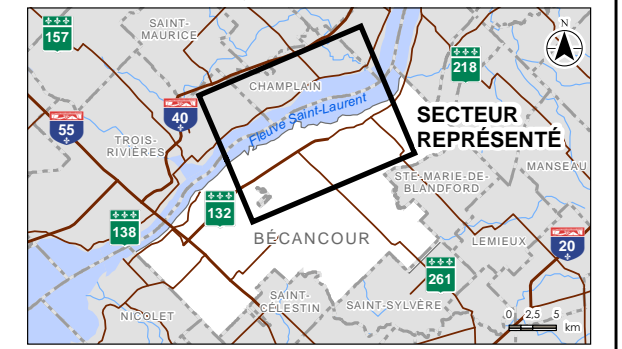 SAINT-
MAURICE
157
N
218
CHAMPLAIN
40
55
Fleuve Saint-Laurent
SECTEUR
REPRÉSENTÉ
TROIS-
RIVIÈRES
MANSEAU
STE-MARIE-DE-
BLANDFORD
132
138
BÉCANCOUR
LEMIEUX
20
261
SAINT-
CÉLESTIN
SAINT-SYLVÈRE
NICOLET
0 2,5 5
km